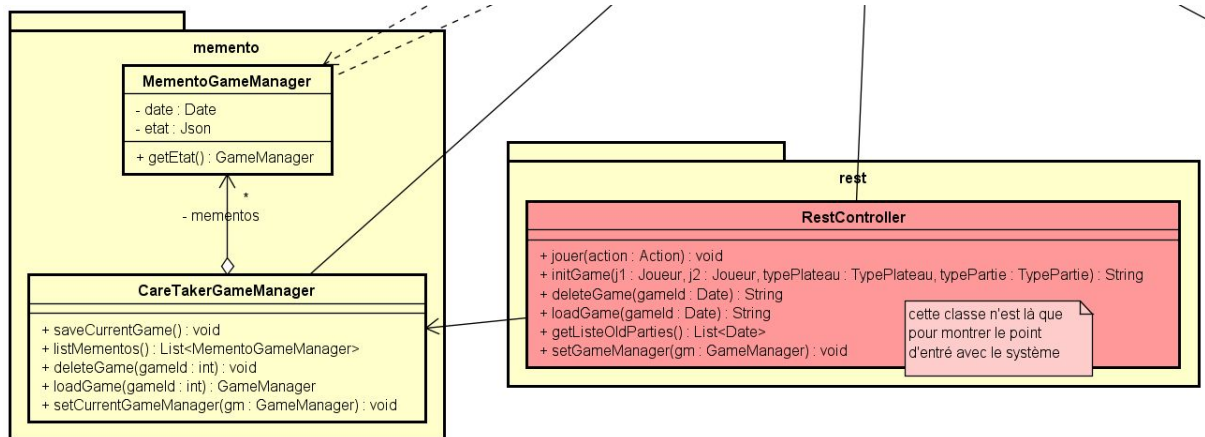 memento
MementoGameManager
- date : Date
- etat : Json
+ getEtat() : GameManager
*
- mementos
CareTakerGameManager
+ saveCurrentGame() : void
+ listMementos() : List<MementoGameManager>
+ deleteGame(gameId : int) : void
+ loadGame(gameId : int) : GameManager
+ setCurrentGameManager(gm : GameManager) : void
rest
RestController
+ jouer(action : Action) : void
+ initGame(j1 : Joueur, j2 : Joueur, typePlateau : TypePlateau, typePartie : TypePartie) : String
+ deleteGame(gameId : Date) : String
+ loadGame(gameId : Date) : String
+ getListeOldParties() : List<Date>
+ setGameManager(gm : GameManager) : void
cette classe n'est là que
pour montrer le point
d'entré avec le système